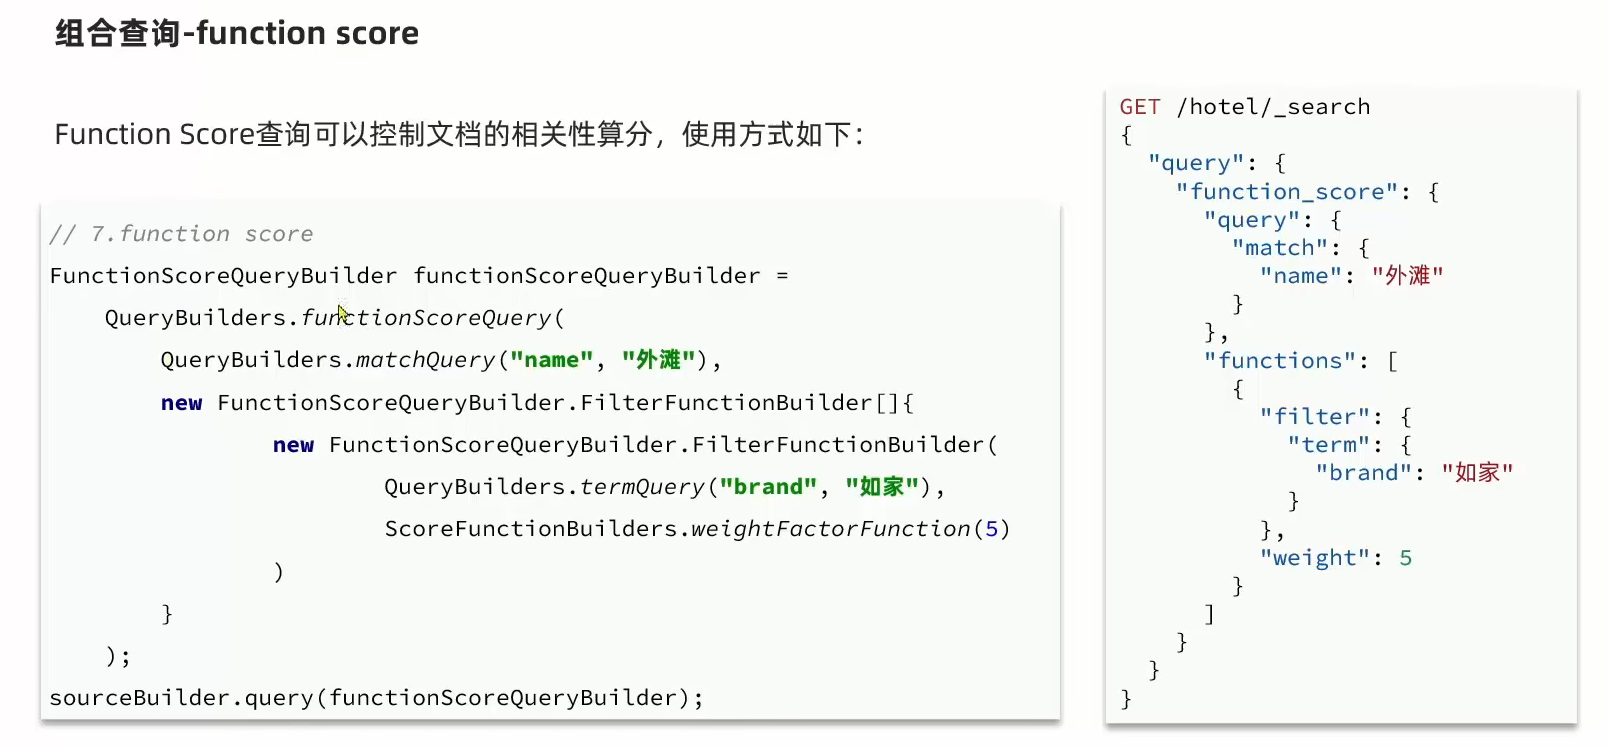 组合查询-function score
Function Score查询可以控制文档的相关性算分，使用方式如下：
// 7.function score
FunctionScoreQueryBuilder functionScoreQueryBuilder =
    QueryBuilders.functionScoreQuery(
        QueryBuilders.matchQuery("name", "外滩"),
        new FunctionScoreQueryBuilder.FilterFunctionBuilder[]{
                new FunctionScoreQueryBuilder.FilterFunctionBuilder(
                        QueryBuilders.termQuery("brand", "如家"),
                        ScoreFunctionBuilders.weightFactorFunction(5)
                )
        }
    );
sourceBuilder.query(functionScoreQueryBuilder);
GET /hotel/_search
{
  "query": {
    "function_score": {
      "query": {
        "match": {
          "name": "外滩"
        }
      },
      "functions": [
        {
          "filter": {
            "term": {
              "brand": "如家"
            }
          },
          "weight": 5
        }
      ]
    }
  }
}